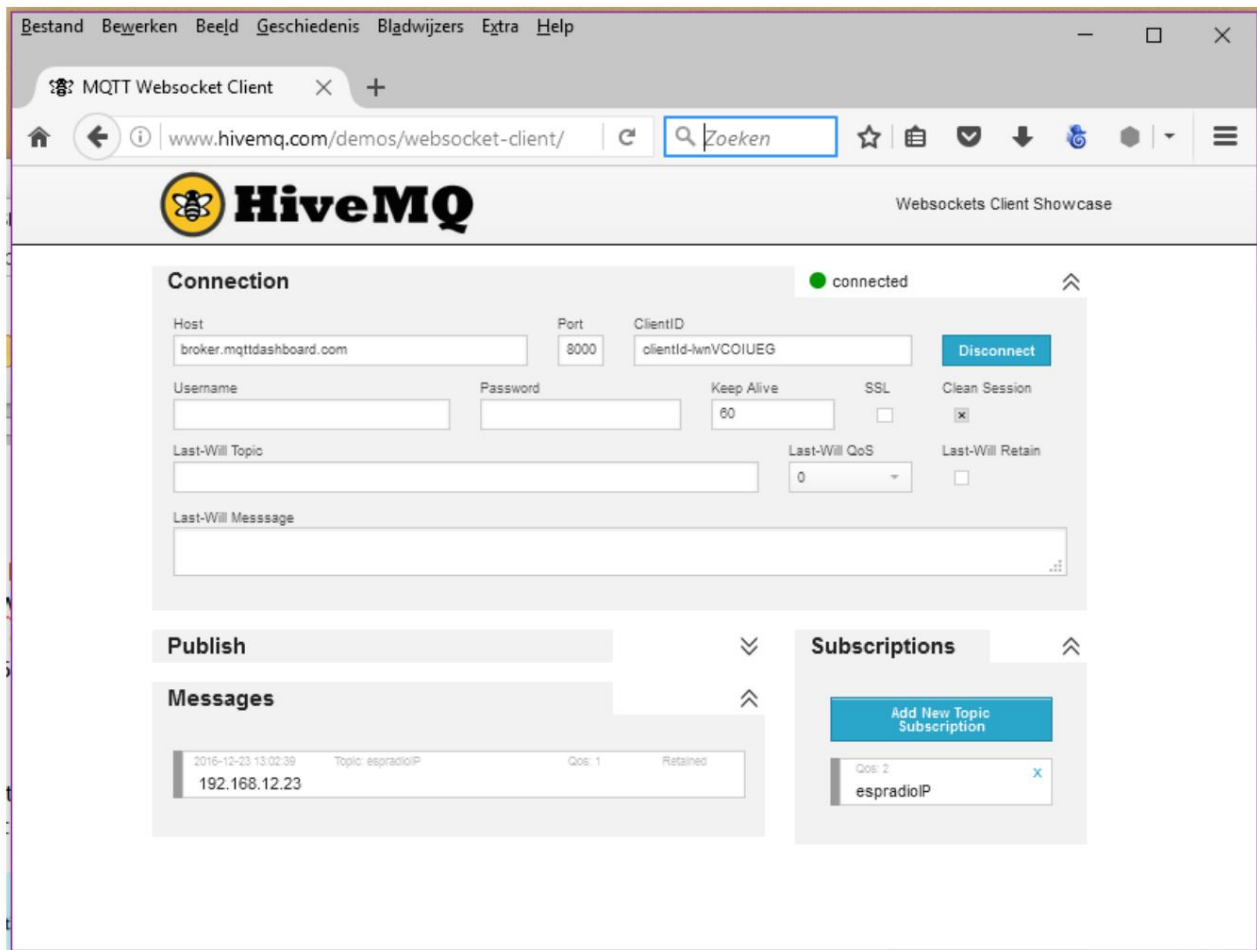 Bestand Bewerken Beeld Geschiedenis Bladwijzers Extra Help
MQTT Websocket Client
www.hivemq.com/demos/websocket-client/ Zoeken
HiveMQ Websockets Client Showcase
Connection connected
Host Port ClientID
broker.mqttdashboard.com 8000 clientId-lwnVCOIUEG Disconnect
Username Password Keep Alive SSL Clean Session
60
Last-Will Topic Last-Will QoS Last-Will Retain
0
Last-Will Messsage
Publish Subscriptions
Messages
Add New Topic
Subscription
2016-12-23 13:02:39 Topic: espradioIP Qos: 1 Retained
192.168.12.23
Qos: 2 x
espradioIP